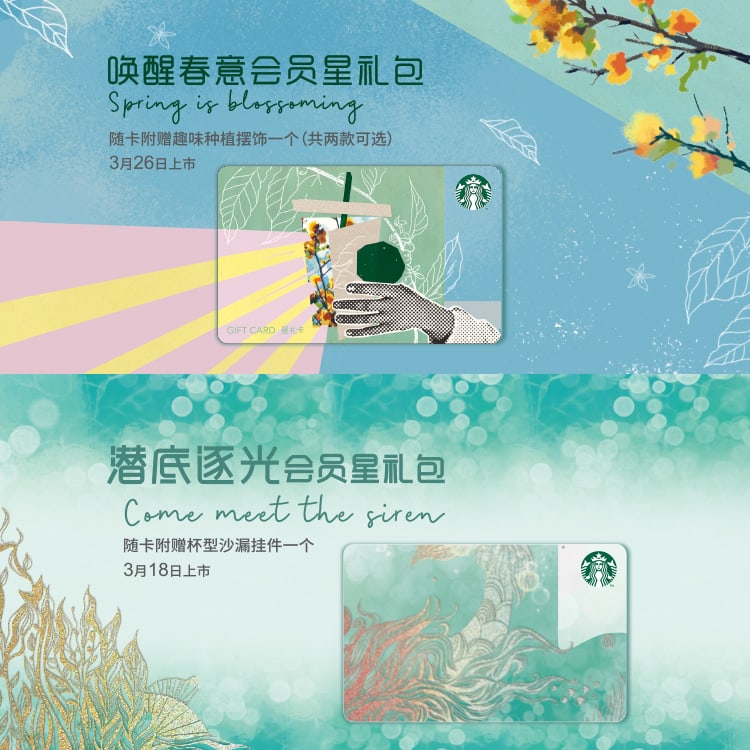 唤醒春意会员星礼包
Spring is blossoming
随卡附赠趣味种植摆饰一个(共两款可选)
3月26日上市
GIFT CARD 星礼卡
潜底逐光会员星礼包
Come meet the siren
随卡附赠杯型沙漏挂件一个
3月18日上市